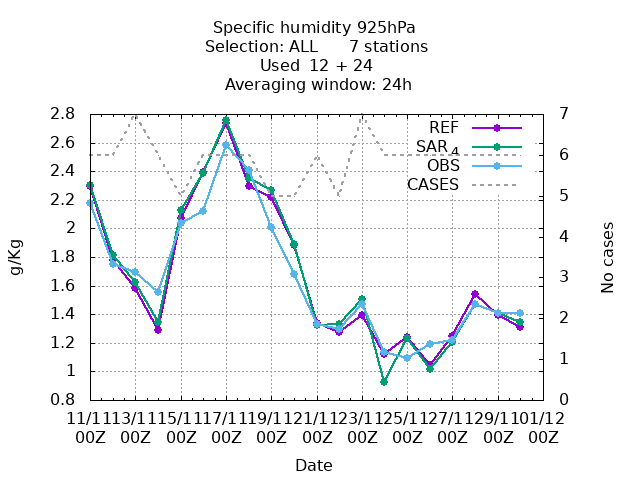 Specific humidity 925hPa
Selection: ALL 7 stations
Used 12 + 24
Averaging window: 24h
2.8
2.6
2.4
2.2
2
1.8
1.6
1.4
1.2
1
0.8
g/Kg
REF
SAR 4
OBS
CASES
7
6
5
4
3
2
1
0
No cases
11/11 13/11 15/11 17/11 19/11 21/11 23/11 25/11 27/11 29/11 01/12
00Z 00Z 00Z 00Z 00Z 00Z 00Z 00Z 00Z 00Z 00Z
Date